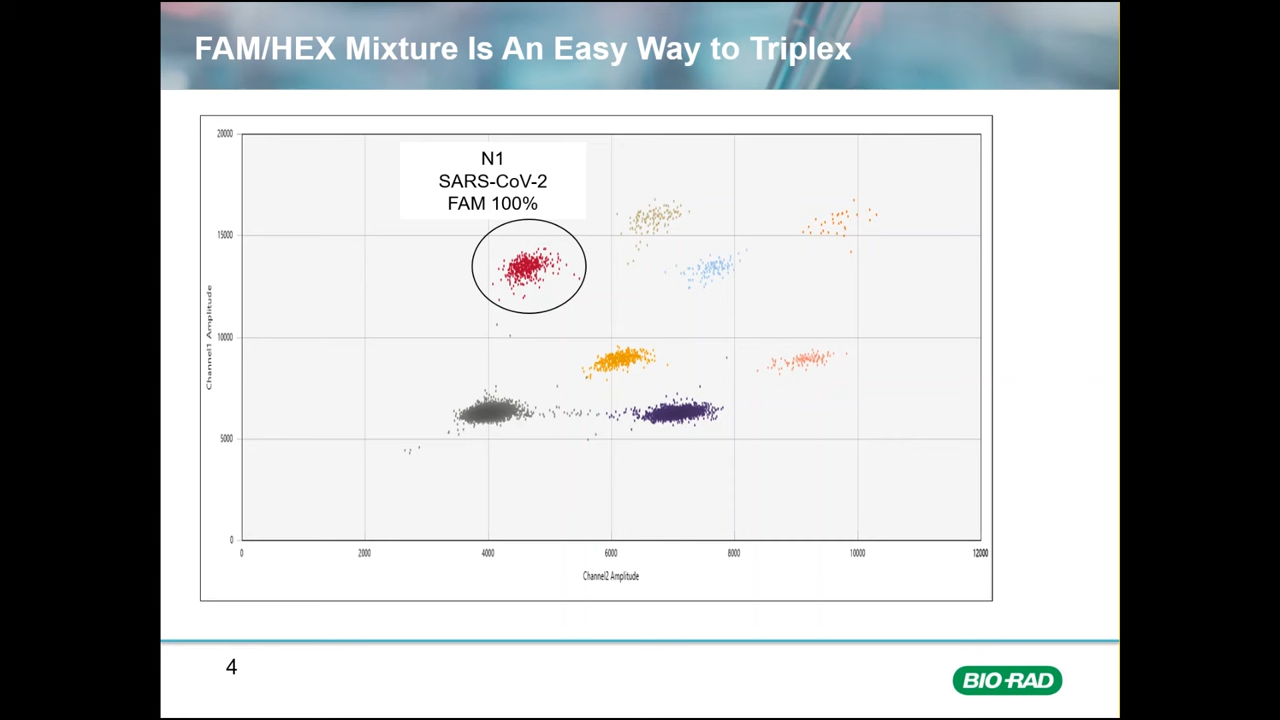 FAM/HEX Mixture Is An Easy Way to Triplex
N1
SARS-CoV-2
FAM 100%
20000
15000
10000
5000
0
Channel1 Amplitude
0 2000 4000 6000 8000 10000 12000
Channel2 Amplitude
4
BIO-RAD